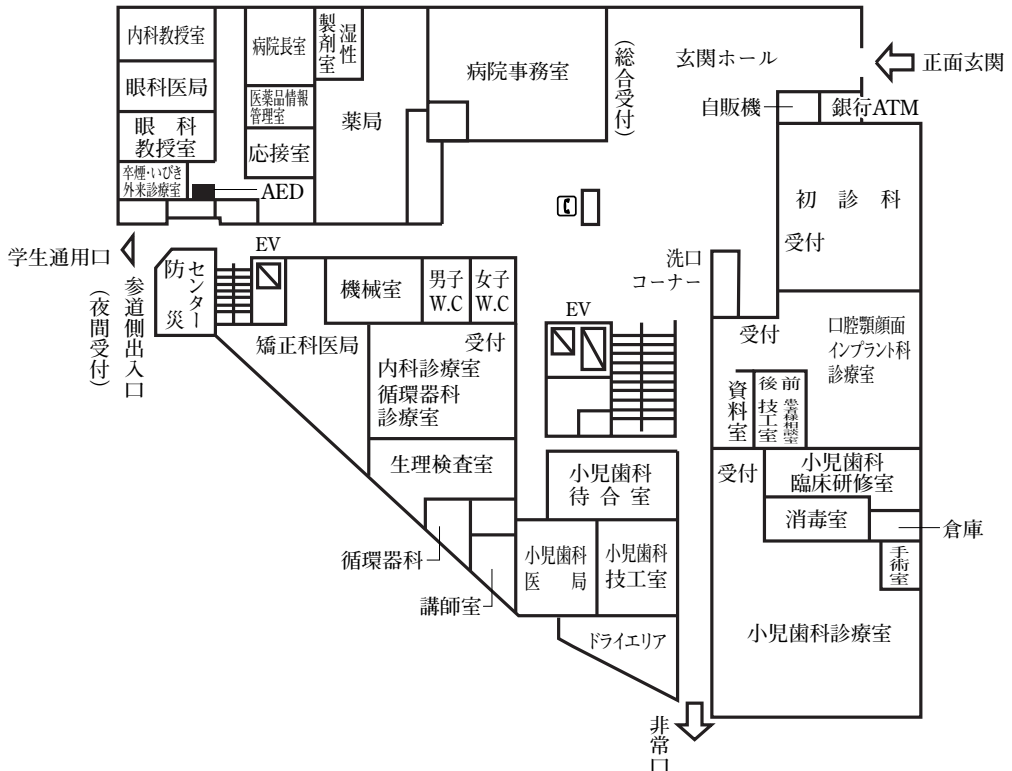 内科教授室
眼科医局
眼　科
教授室
卒煙・いびき
外来診療室
AED
病院長室
医薬品情報
管理室
応接室
湿性
製剤室
薬局
病院事務室
（総合受付）
玄関ホール
正面玄関
自販機
銀行ATM
初　診　科
受付
洗口
コーナー
学生通用口
参道側出入口
（夜間受付）
防災
センター
EV
機械室
男子
W.C
女子
W.C
矯正科医局
受付
内科診療室
循環器科
診療室
生理検査室
循環器科
講師室
EV
小児歯科
待 合 室
小児歯科
医　局
小児歯科
技工室
ドライエリア
非常口
受付
口腔顎顔面
インプラント科
診療室
資料室
後 前
技工室
患者様相談室
受付
小児歯科
臨床研修室
消毒室
倉庫
手術室
小児歯科診療室